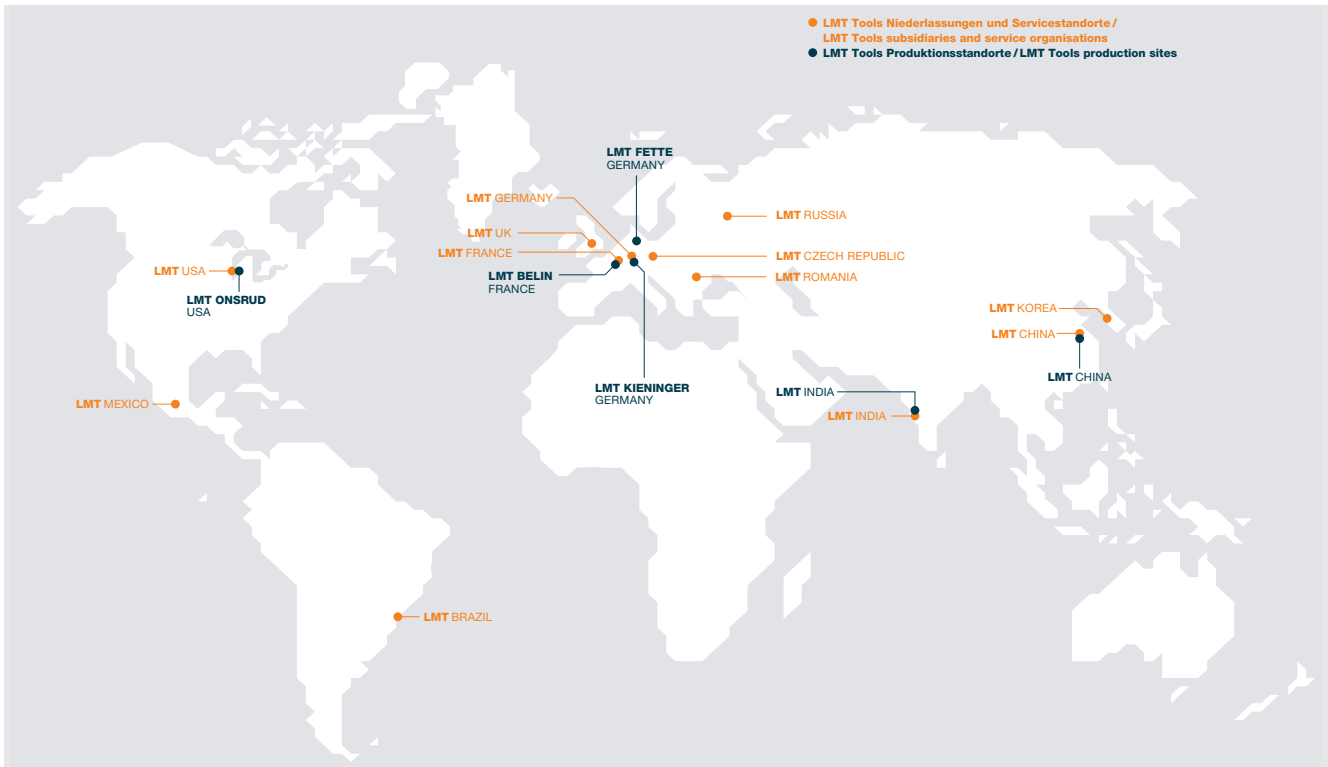 LMT Tools Niederlassungen und Servicestandorte /
LMT Tools subsidiaries and service organisations
LMT Tools Produktionsstandorte / LMT Tools production sites
LMT FETTE
GERMANY
LMT GERMANY
LMT RUSSIA
LMT UK
LMT FRANCE
LMT CZECH REPUBLIC
LMT USA
LMT BELIN
FRANCE
LMT ROMANIA
LMT ONSRUD
USA
LMT KOREA
LMT CHINA
LMT CHINA
LMT KIENINGER
GERMANY
LMT INDIA
LMT MEXICO
LMT INDIA
LMT BRAZIL